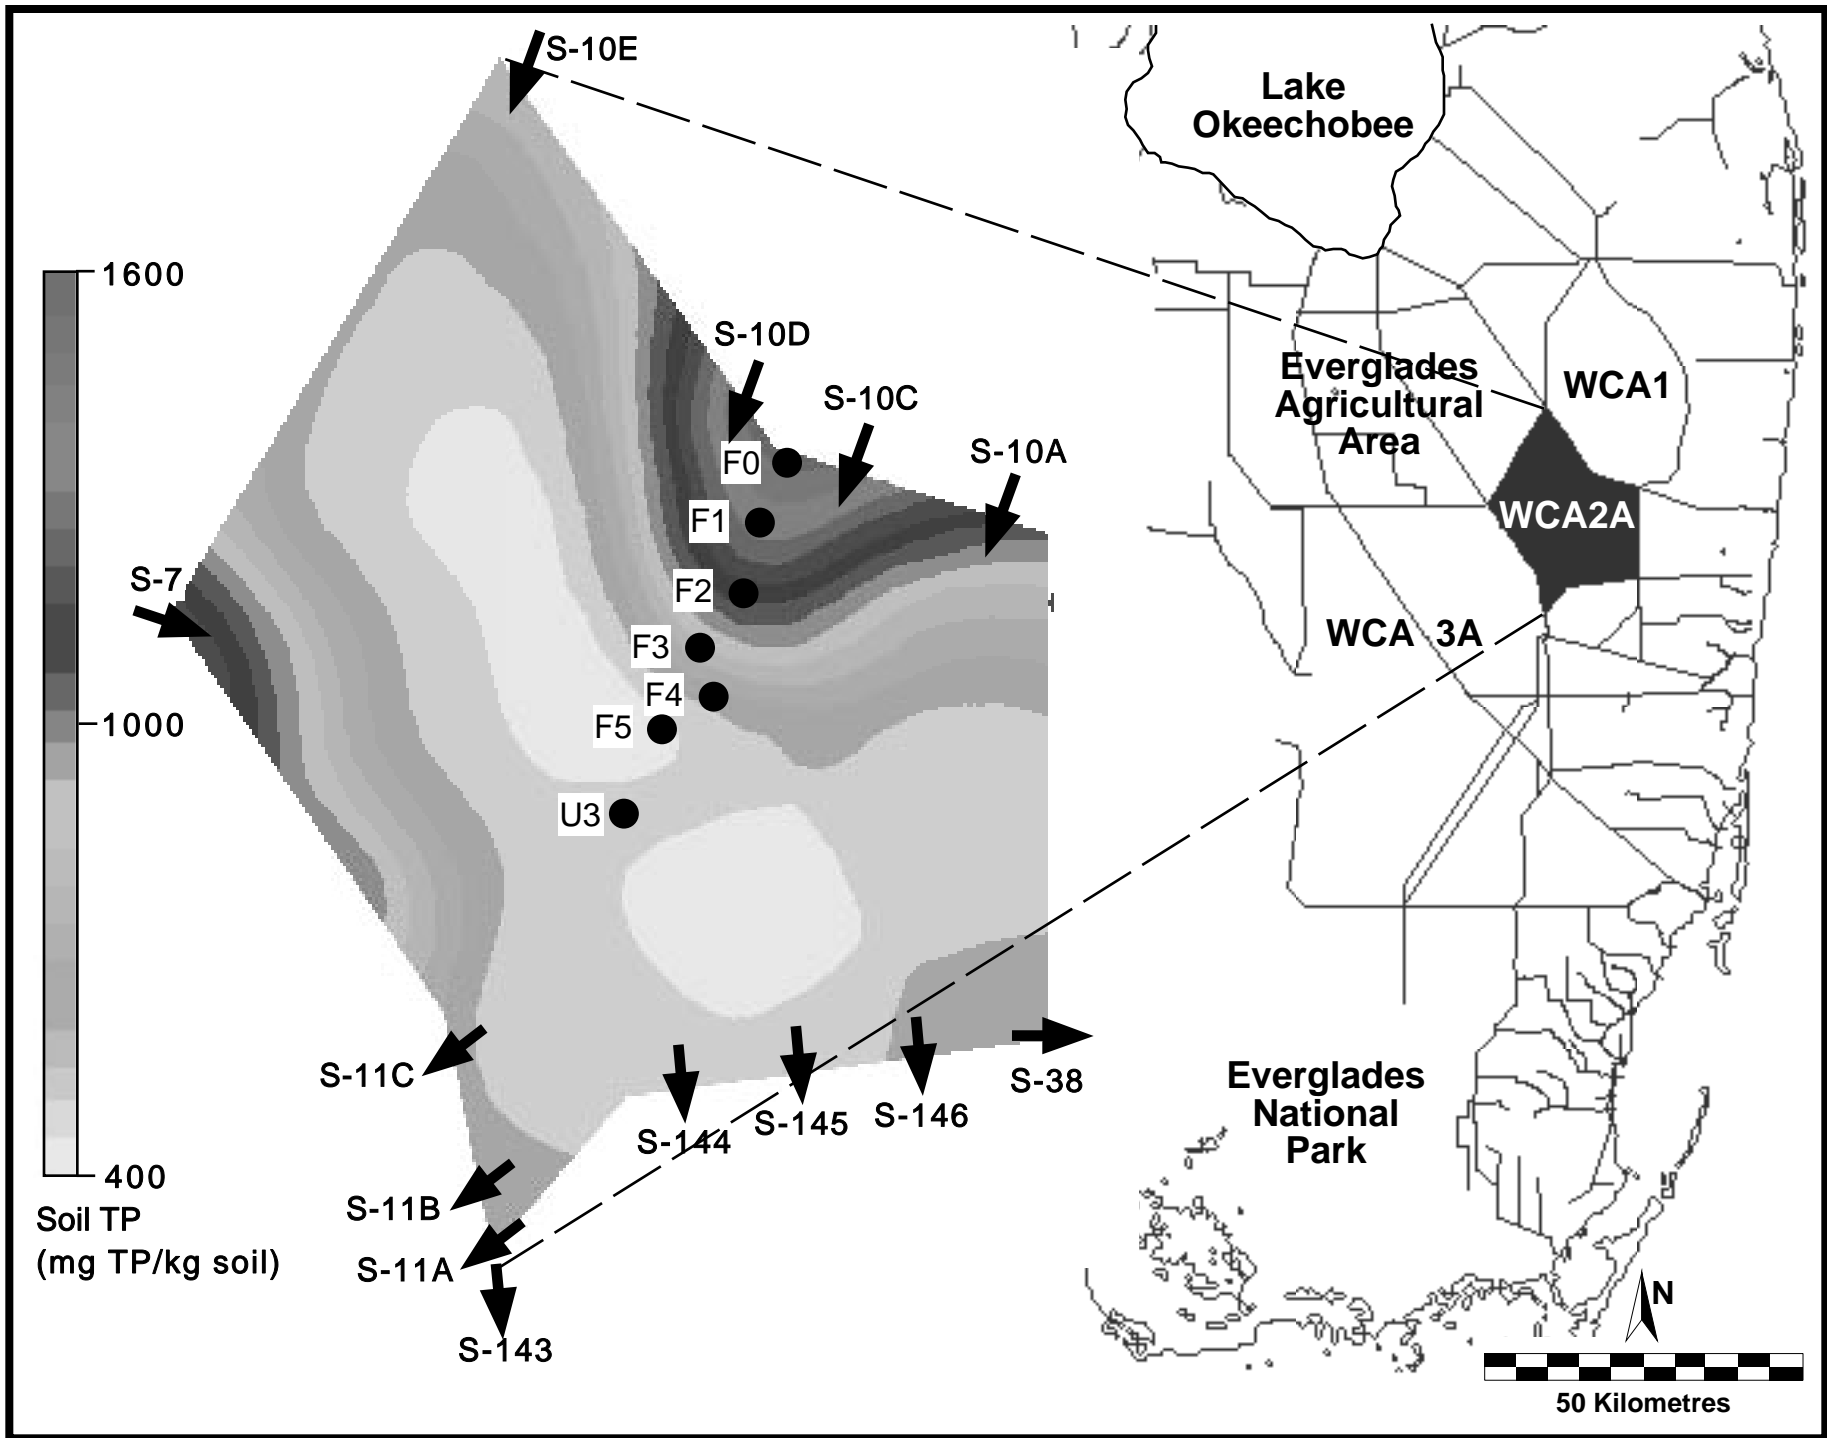 S-10E
Lake
Okeechobee
1600
S-10D
S-10C
Everglades
Agricultural
Area
WCA1
S-10A
F0
F1
WCA2A
S-7
F2
F3
WCA 3A
F4
F5
1000
U3
S-11C
S-38
Everglades
National
Park
S-144
S-145
S-146
400
Soil TP
(mg TP/kg soil)
S-11B
S-11A
S-143
N
50 Kilometres